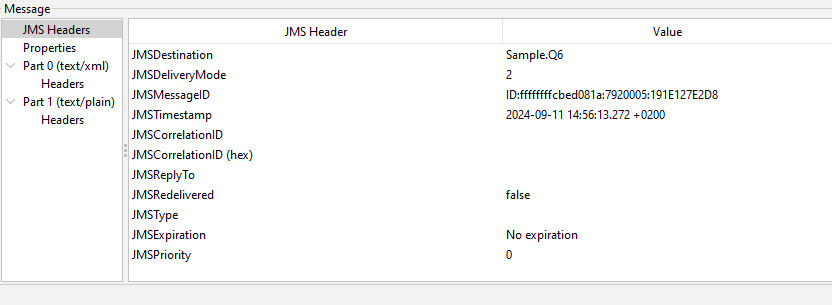 Message
JMS Headers
Properties
Part 0 (text/xml)
Headers
Part 1 (text/plain)
Headers
JMS Header Value
JMSDestination Sample.Q6
JMSDeliveryMode 2
JMSMessageID ID:ffffffffcbed081a:7920005:191E127E2D8
JMSTimestamp 2024-09-11 14:56:13.272 +0200
JMSCorrelationID
JMSCorrelationID (hex)
JMSReplyTo
JMSRedelivered false
JMSType
JMSExpiration No expiration
JMSPriority 0